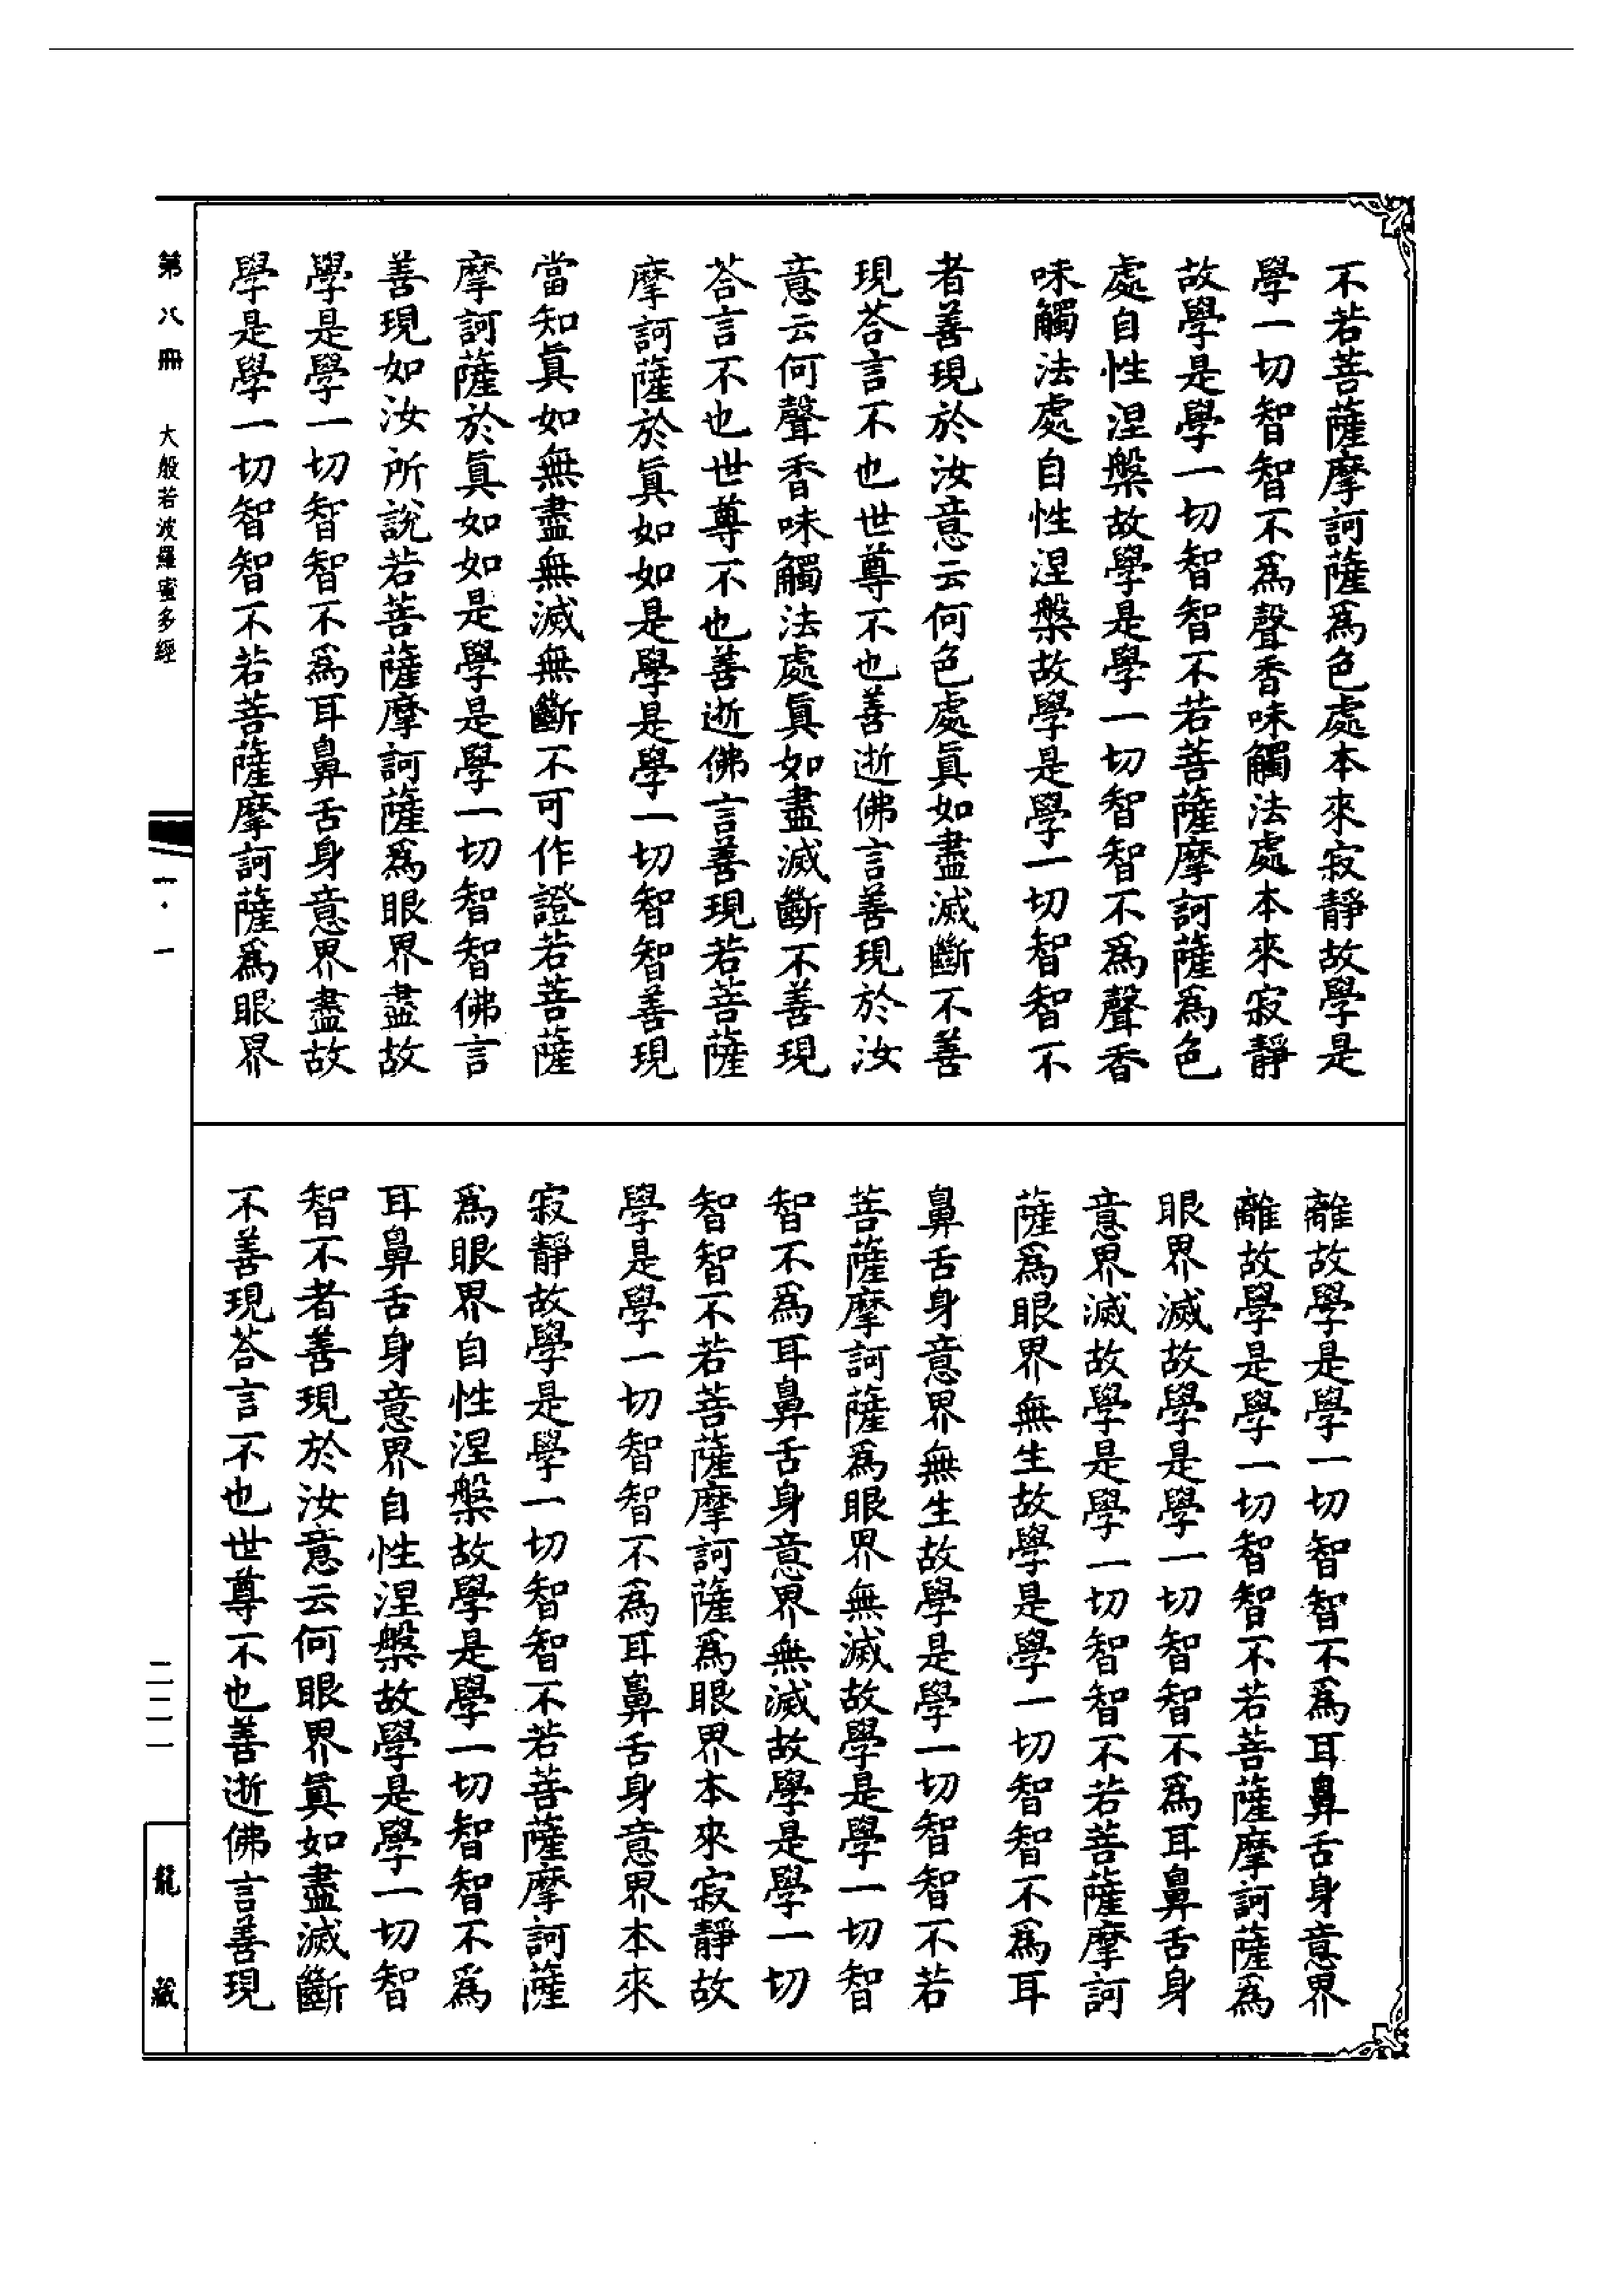 不若菩薩摩訶薩爲色處本來寂靜故學是
學一切智智不爲聲香味觸法處本來寂靜
故學是學一切智智不若菩薩摩訶薩爲色
處自性涅槃故學是學一切智智不爲聲香
味觸法處自性涅槃故學是學一切智智不
者善現於汝意云何色處眞如盡滅斷不善
現荅言不也世尊不也善逝佛言善現於汝
意云何聲香味觸法處眞如盡滅斷不善現
荅言不也世尊不也善逝佛言善現若菩薩
摩訶薩於眞如如是學是學一切智智善現
當知眞如無盡無滅無斷不可作證若菩薩
摩訶薩於眞如如是學是學一切智智佛言
善現如汝所說若菩薩摩訶薩爲眼界盡故
學是學一切智智不爲耳鼻舌身意界盡故
學是學一切智智不若菩薩摩訶薩爲眼界
離故學是學一切智智不爲耳鼻舌身意界
離故學是學一切智智不若菩薩摩訶薩爲
眼界滅故學是學一切智智不爲耳鼻舌身
意界滅故學是學一切智智不若菩薩摩訶
薩爲眼界無生故學是學一切智智不爲耳
鼻舌身意界無生故學是學一切智智不若
菩薩摩訶薩爲眼界無滅故學是學一切智
智不爲耳鼻舌身意界無滅故學是學一切
智智不若菩薩摩訶薩爲眼界本來寂靜故
學是學一切智智不爲耳鼻舌身意界本來
寂靜故學是學一切智智不若菩薩摩訶薩
爲眼界自性涅槃故學是學一切智智不爲
耳鼻舌身意界自性涅槃故學是學一切智
智不者善現於汝意云何眼界眞如盡滅斷
不善現荅言不也世尊不也善逝佛言善現
第八冊 大般若波羅蜜多經
一·一
二二一
龍藏